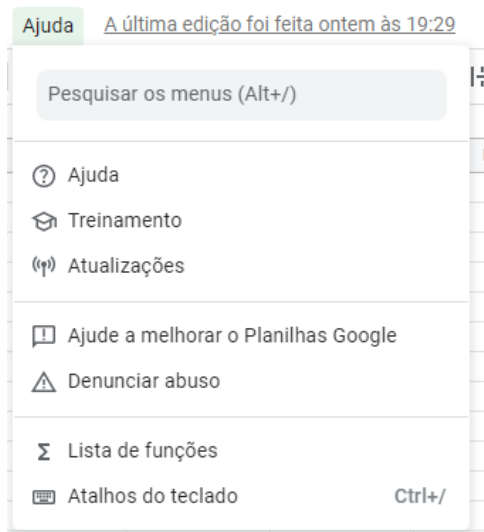 Ajuda A última edição foi feita ontem às 19:29
Pesquisar os menus (Alt+/)
Ajuda
Treinamento
Atualizações
Ajude a melhorar o Planilhas Google
Denunciar abuso
Σ Lista de funções
Atalhos do teclado Ctrl+/